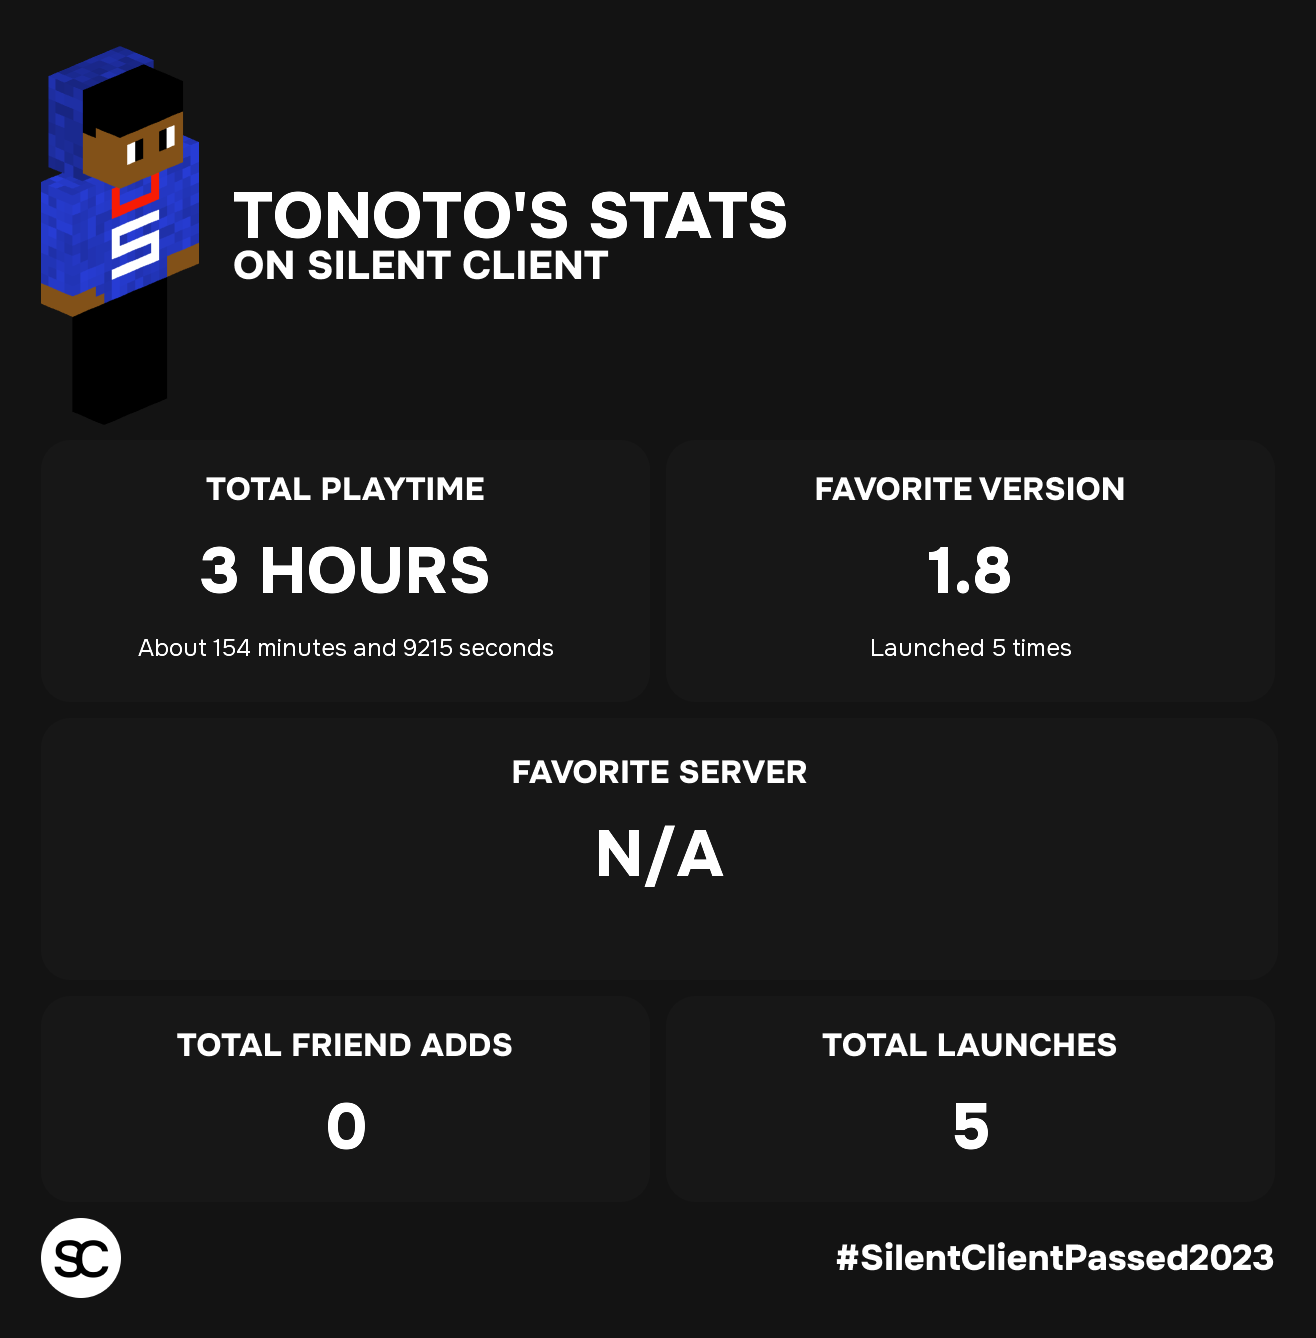 TONOTO'S STATS
ON SILENT CLIENT
TOTAL PLAYTIME
3 HOURS
About 154 minutes and 9215 seconds
FAVORITE VERSION
1.8
Launched 5 times
FAVORITE SERVER
N/A
TOTAL FRIEND ADDS
0
TOTAL LAUNCHES
5
SC
#SilentClientPassed2023